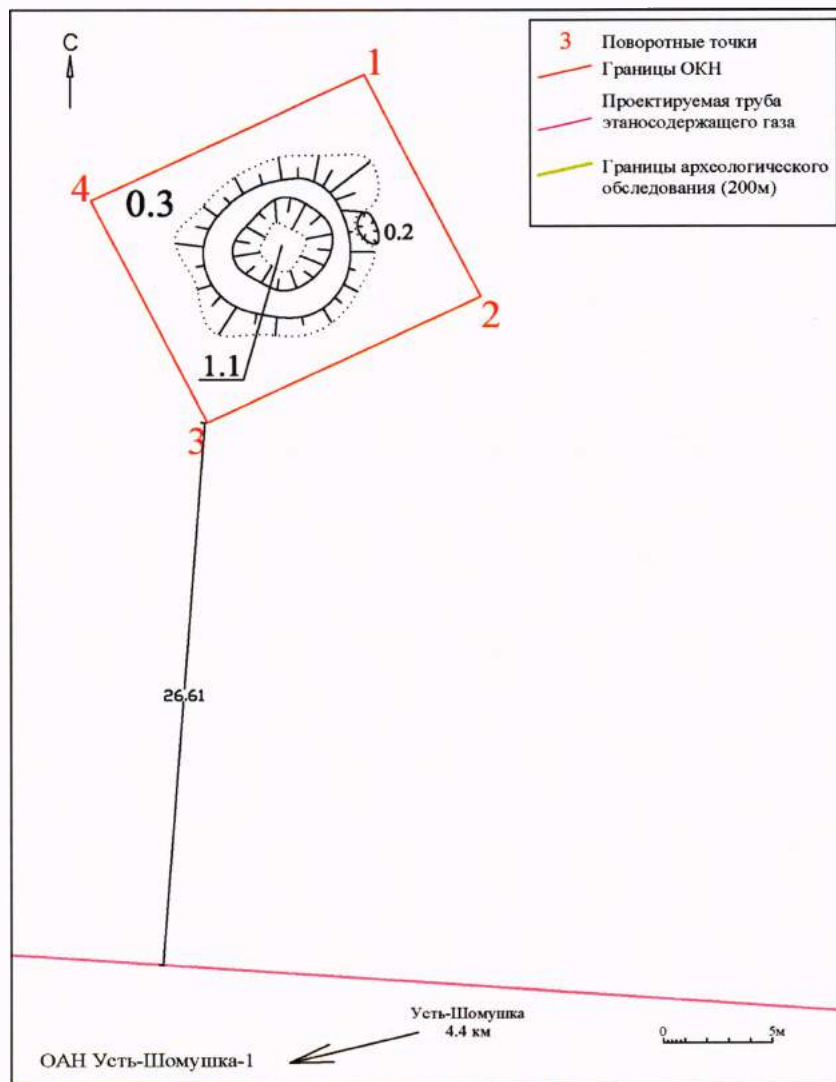 С
1
4
0.3
0.2
2
1.1
3
26.61
3 Поворотные точки
Границы ОКН
Проектируемая труба
этаносодержащего газа
Границы археологического
обследования (200м)
Усть-Шомушка
4.4 км
0 5м
ОАН Усть-Шомушка-1